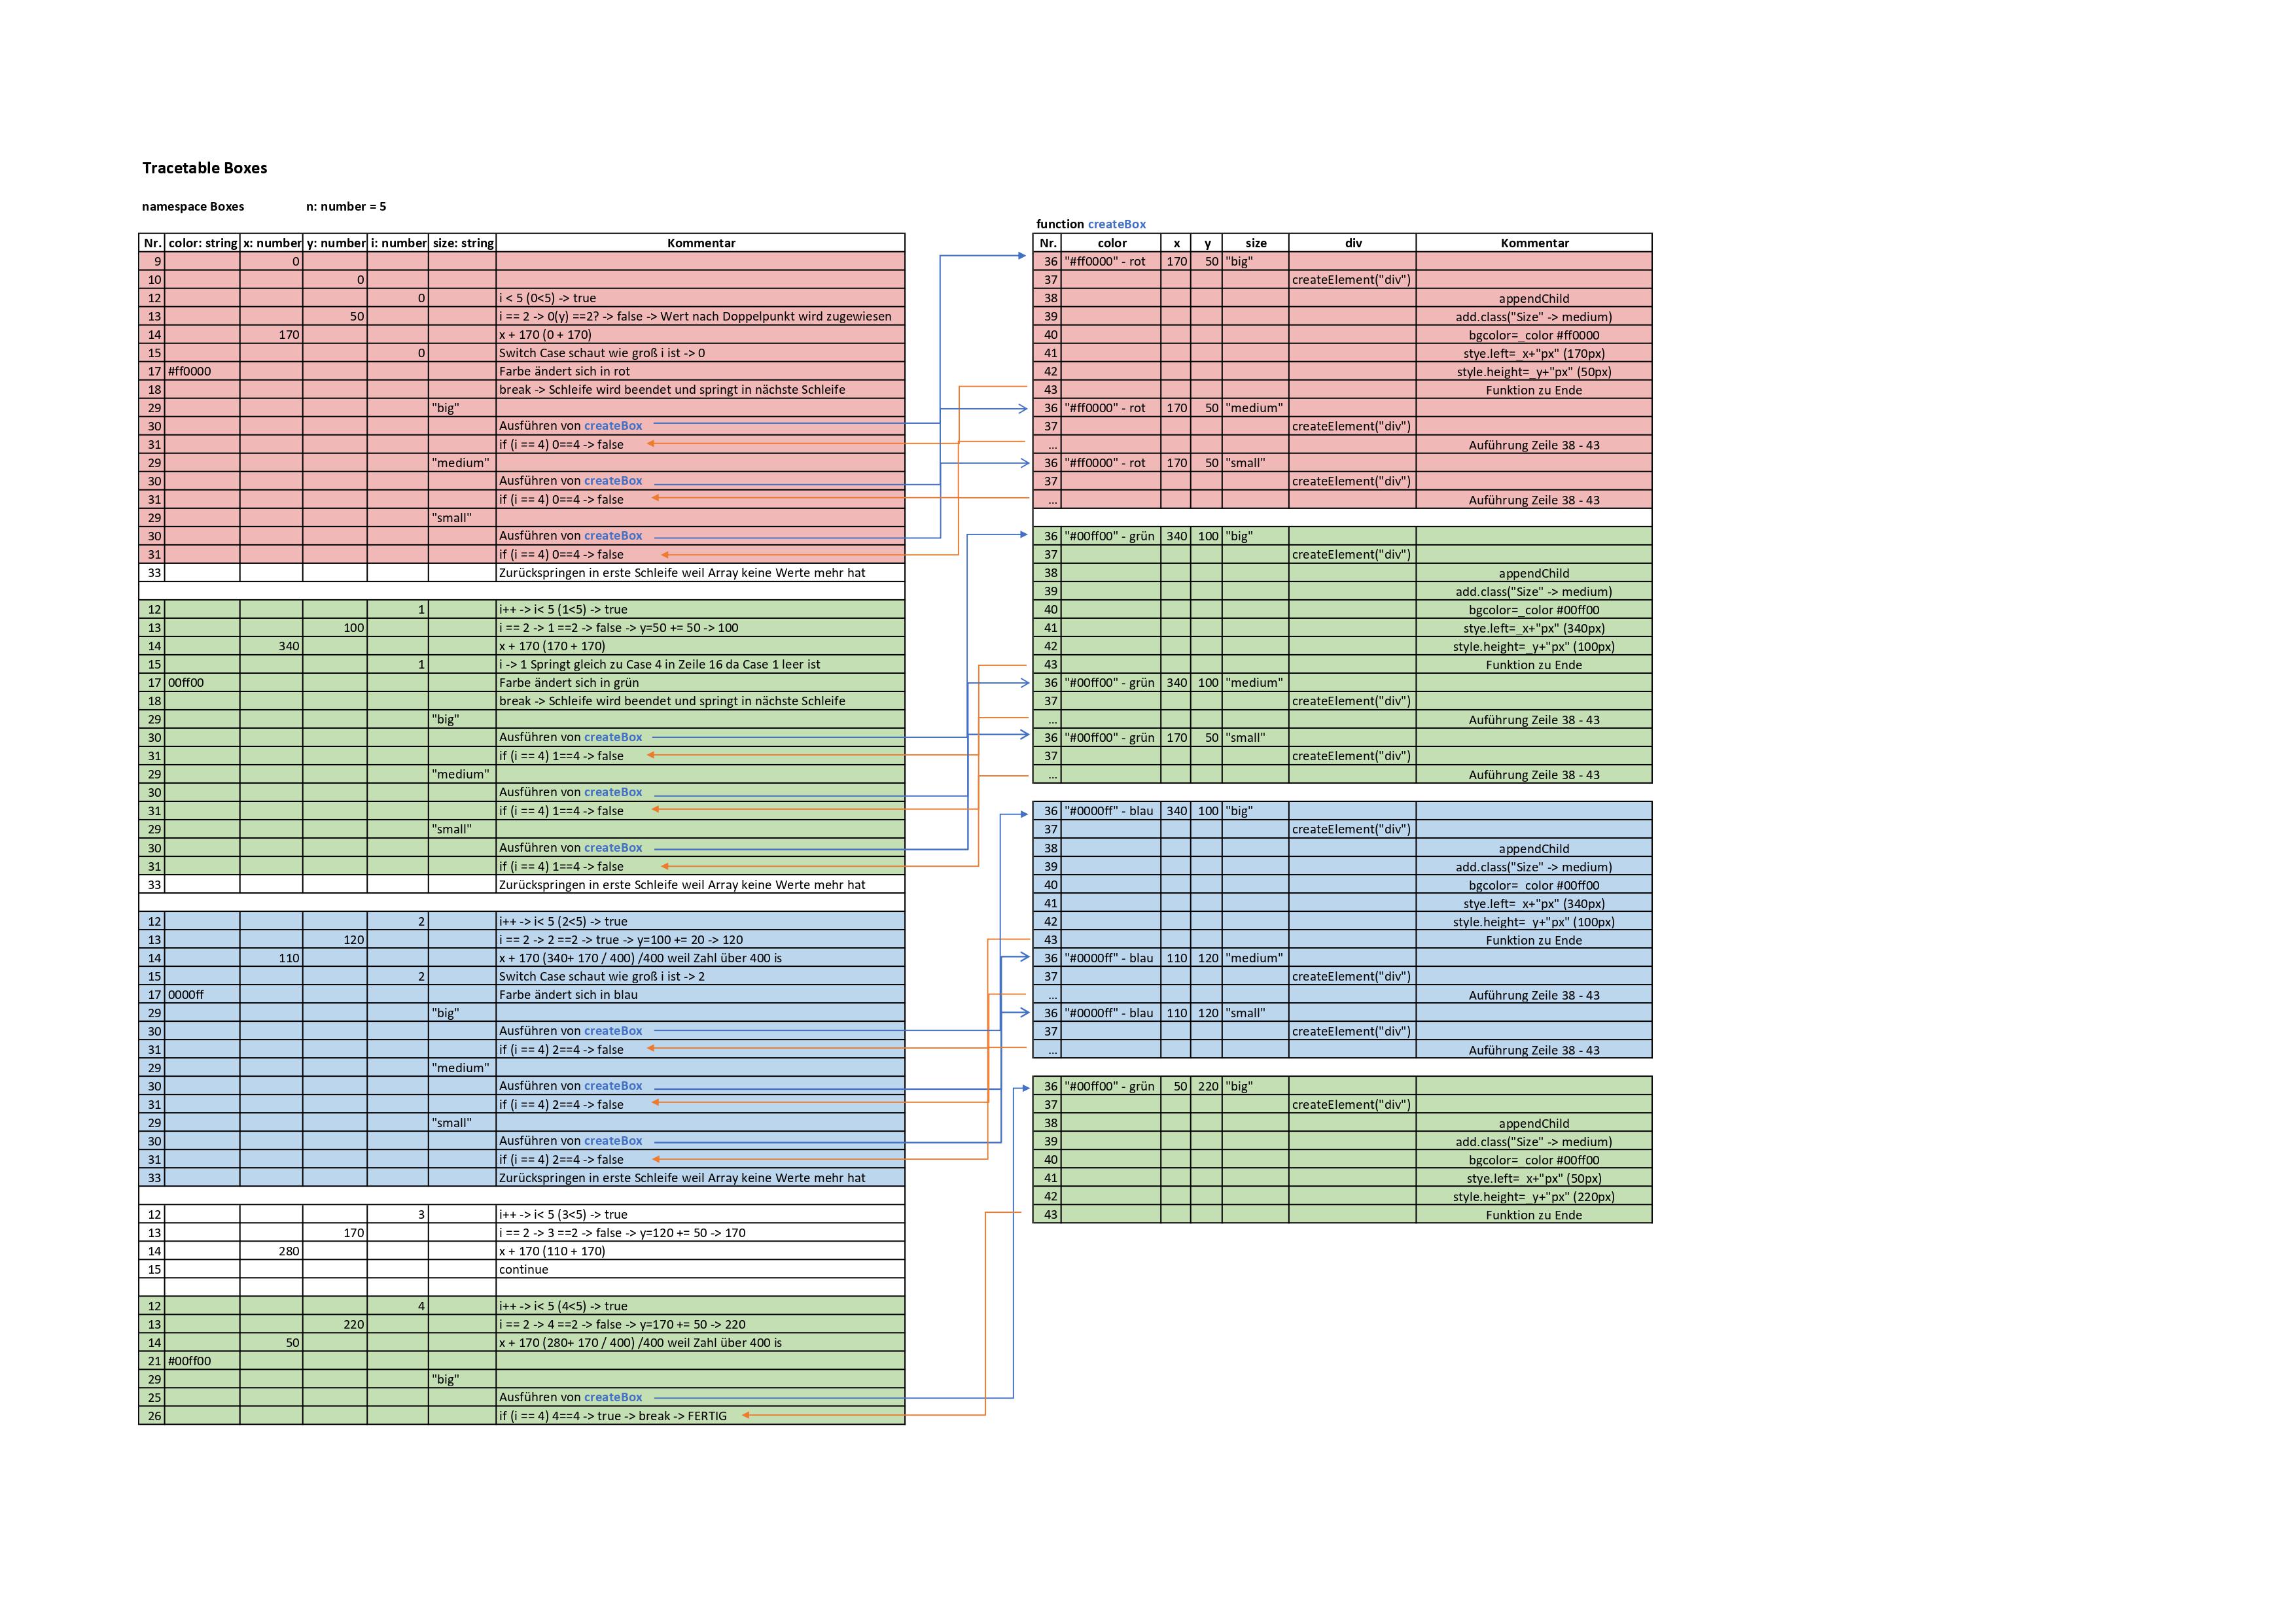 Tracetable Boxes
namespace Boxes n: number = 5
Nr. color: string x: number y: number i: number size: string Kommentar
9 0
10 0
12 0 i < 5 (0<5) -> true
13 50 i == 2 -> 0(y) ==2? -> false -> Wert nach Doppelpunkt wird zugewiesen
14 170 x + 170 (0 + 170)
15 0 Switch Case schaut wie groß i ist -> 0
17 #ff0000 Farbe ändert sich in rot
18 break -> Schleife wird beendet und springt in nächste Schleife
29 "big"
30 Ausführen von createBox
31 if (i == 4) 0==4 -> false
29 "medium"
30 Ausführen von createBox
31 if (i == 4) 0==4 -> false
29 "small"
30 Ausführen von createBox
31 if (i == 4) 0==4 -> false
33 Zurückspringen in erste Schleife weil Array keine Werte mehr hat
12 1 i++ -> i< 5 (1<5) -> true
13 100 i == 2 -> 1 ==2 -> false -> y=50 += 50 -> 100
14 340 x + 170 (170 + 170)
15 1 i -> 1 Springt gleich zu Case 4 in Zeile 16 da Case 1 leer ist
17 00ff00 Farbe ändert sich in grün
18 break -> Schleife wird beendet und springt in nächste Schleife
29 "big"
30 Ausführen von createBox
31 if (i == 4) 1==4 -> false
29 "medium"
30 Ausführen von createBox
31 if (i == 4) 1==4 -> false
29 "small"
30 Ausführen von createBox
31 if (i == 4) 1==4 -> false
33 Zurückspringen in erste Schleife weil Array keine Werte mehr hat
12 2 i++ -> i< 5 (2<5) -> true
13 120 i == 2 -> 2 ==2 -> true -> y=100 += 20 -> 120
14 110 x + 170 (340+ 170 / 400) /400 weil Zahl über 400 is
15 2 Switch Case schaut wie groß i ist -> 2
17 0000ff Farbe ändert sich in blau
29 "big"
30 Ausführen von createBox
31 if (i == 4) 2==4 -> false
29 "medium"
30 Ausführen von createBox
31 if (i == 4) 2==4 -> false
29 "small"
30 Ausführen von createBox
31 if (i == 4) 2==4 -> false
33 Zurückspringen in erste Schleife weil Array keine Werte mehr hat
12 3 i++ -> i< 5 (3<5) -> true
13 170 i == 2 -> 3 ==2 -> false -> y=120 += 50 -> 170
14 280 x + 170 (110 + 170)
15 continue
12 4 i++ -> i< 5 (4<5) -> true
13 220 i == 2 -> 4 ==2 -> false -> y=170 += 50 -> 220
14 50 x + 170 (280+ 170 / 400) /400 weil Zahl über 400 is
21 #00ff00
29 "big"
25 Ausführen von createBox
26 if (i == 4) 4==4 -> true -> break -> FERTIG
function createBox
Nr. color x y size div Kommentar
36 "#ff0000" - rot 170 50 "big"
37 createElement("div")
38 appendChild
39 add.class("Size" -> medium)
40 bgcolor=_color #ff0000
41 stye.left=_x+"px" (170px)
42 style.height=_y+"px" (50px)
43 Funktion zu Ende
36 "#ff0000" - rot 170 50 "medium"
37 createElement("div")
... Auführung Zeile 38 - 43
36 "#ff0000" - rot 170 50 "small"
37 createElement("div")
... Auführung Zeile 38 - 43
36 "#00ff00" - grün 340 100 "big"
37 createElement("div")
38 appendChild
39 add.class("Size" -> medium)
40 bgcolor=_color #00ff00
41 stye.left=_x+"px" (340px)
42 style.height=_y+"px" (100px)
43 Funktion zu Ende
36 "#00ff00" - grün 340 100 "medium"
37 createElement("div")
... Auführung Zeile 38 - 43
36 "#00ff00" - grün 170 50 "small"
37 createElement("div")
... Auführung Zeile 38 - 43
36 "#0000ff" - blau 340 100 "big"
37 createElement("div")
38 appendChild
39 add.class("Size" -> medium)
40 bgcolor=_color #00ff00
41 stye.left=_x+"px" (340px)
42 style.height=_y+"px" (100px)
43 Funktion zu Ende
36 "#0000ff" - blau 110 120 "medium"
37 createElement("div")
... Auführung Zeile 38 - 43
36 "#0000ff" - blau 110 120 "small"
37 createElement("div")
... Auführung Zeile 38 - 43
36 "#00ff00" - grün 50 220 "big"
37 createElement("div")
38 appendChild
39 add.class("Size" -> medium)
40 bgcolor=_color #00ff00
41 stye.left=_x+"px" (50px)
42 style.height=_y+"px" (220px)
43 Funktion zu Ende